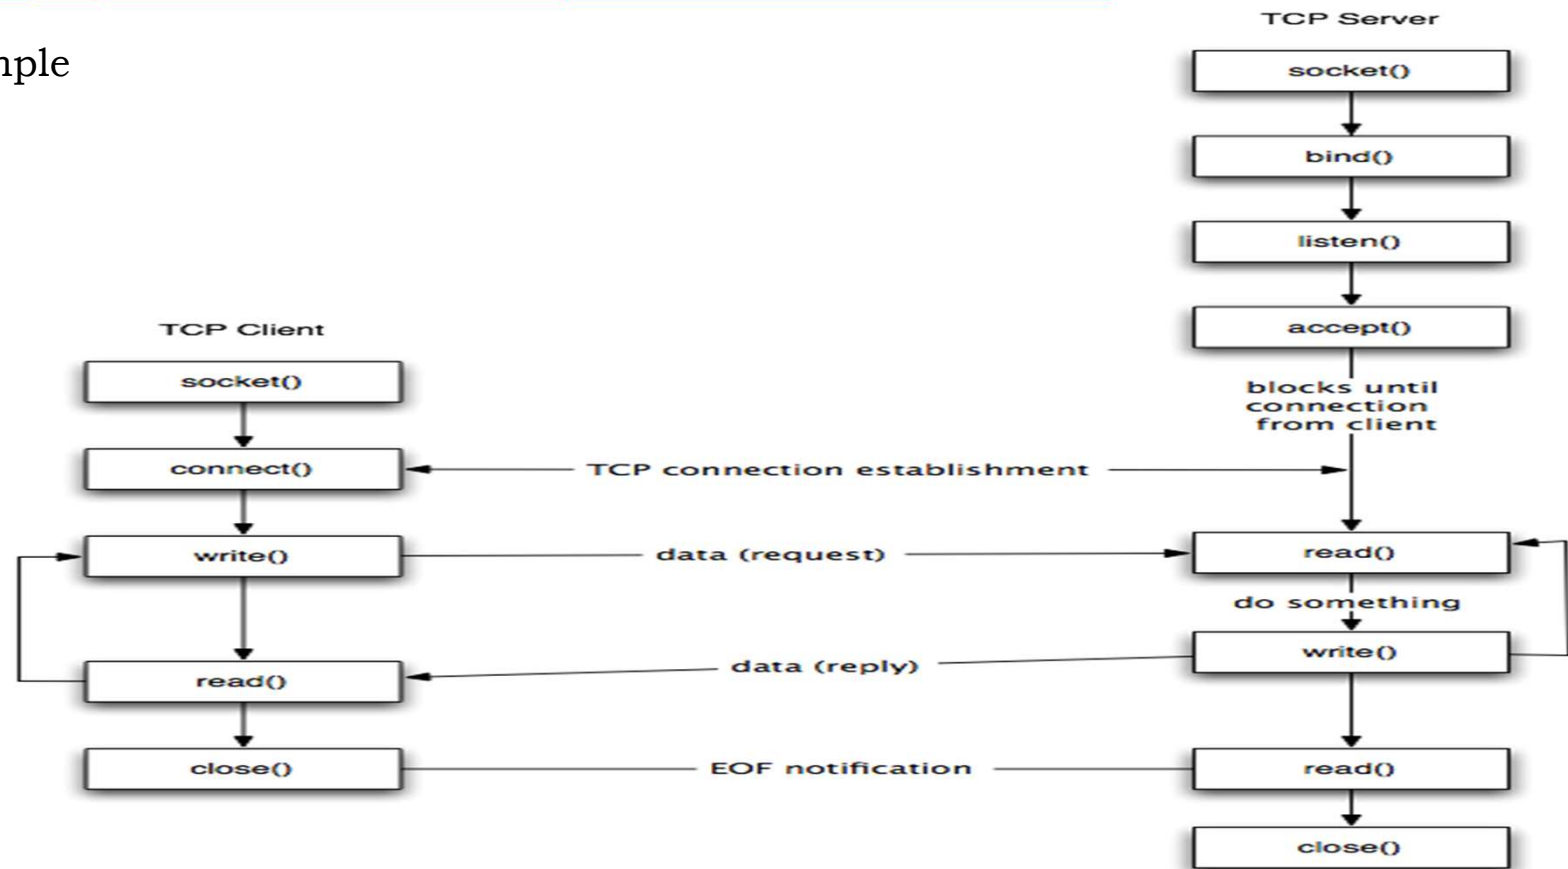 TCP Server
nple
socket()
bind()
listen()
accept()
TCP Client
blocks until
connection
from client
socket()
connect()
TCP connection establishment
write()
data (request)
read()
do something
write()
data (reply)
read()
close()
EOF notification
read()
close()